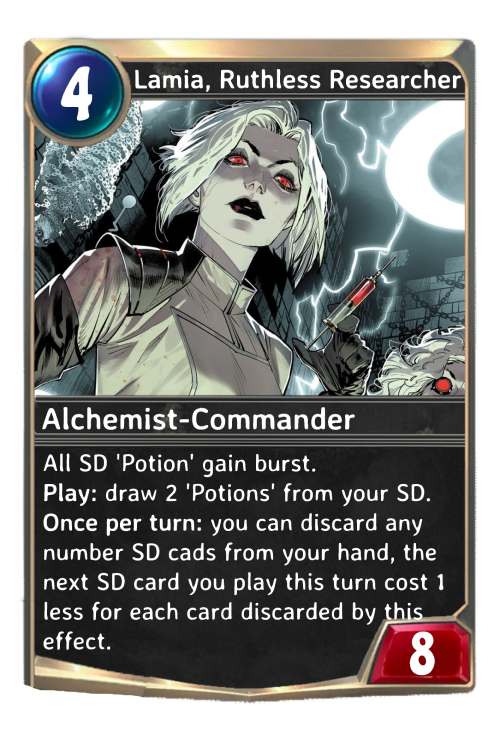 4
Lamia, Ruthless Researcher
Alchemist-Commander
All SD 'Potion' gain burst.
Play: draw 2 'Potions' from your SD.
Once per turn: you can discard any
number SD cads from your hand, the
next SD card you play this turn cost 1
less for each card discarded by this
effect.
8